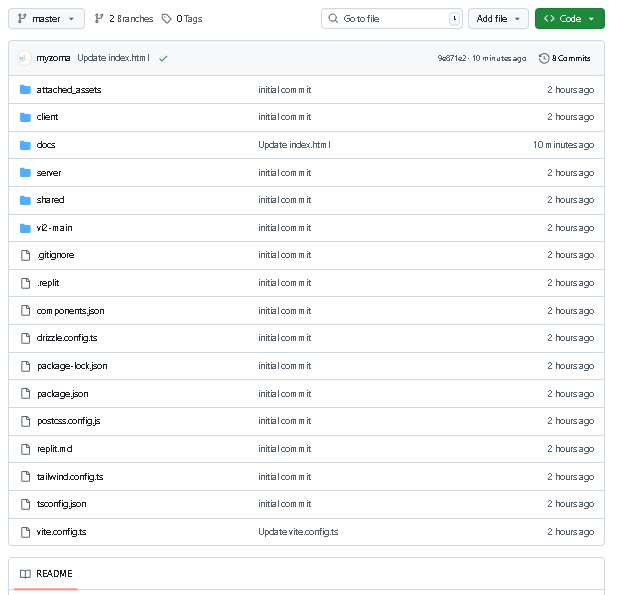 master 2 Branches 0 Tags Go to file t Add file Code
myzoma Update index.html 9e871e2 · 10 minutes ago 8 Commits
attached_assets initial commit 2 hours ago
client initial commit 2 hours ago
docs Update index.html 10 minutes ago
server initial commit 2 hours ago
shared initial commit 2 hours ago
vi2-main initial commit 2 hours ago
.gitignore initial commit 2 hours ago
.replit initial commit 2 hours ago
components.json initial commit 2 hours ago
drizzle.config.ts initial commit 2 hours ago
package-lock.json initial commit 2 hours ago
package.json initial commit 2 hours ago
postcss.config.js initial commit 2 hours ago
replit.md initial commit 2 hours ago
tailwind.config.ts initial commit 2 hours ago
tsconfig.json initial commit 2 hours ago
vite.config.ts Update vite.config.ts 2 hours ago
README